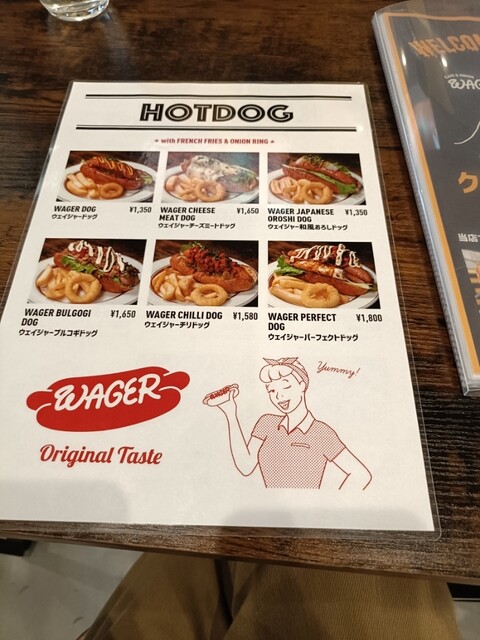 HOTDOG
★ with FRENCH FRIES & ONION RING ★
WAGER DOG ¥1,350
ウェイジャードッグ
WAGER CHEESE ¥1,650
MEAT DOG
ウェイジャーチーズミートドッグ
WAGER JAPANESE ¥1,350
OROSHI DOG
ウェイジャー和風おろしドッグ
WAGER BULGOGI ¥1,650
DOG
ウェイジャープルコギドッグ
WAGER CHILLI DOG ¥1,580
ウェイジャーチリドッグ
WAGER PERFECT ¥1,800
DOG
ウェイジャーパーフェクトドッグ
WAGER
Original Taste
Yummy!
WELCO
WAG
ク
当店